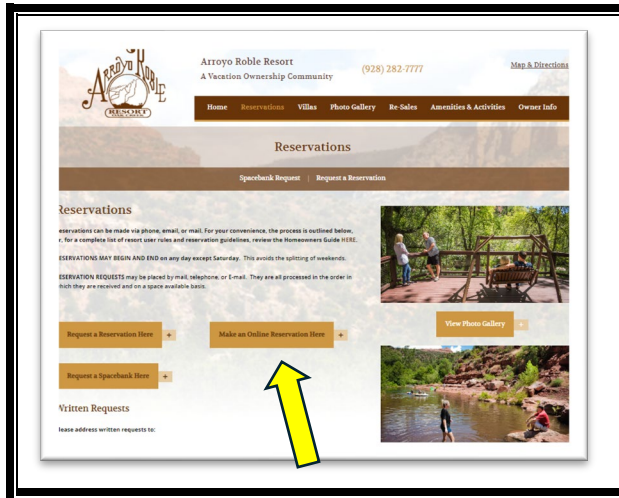 ARROYO ROBLE
RESORT
Arroyo Roble Resort
A Vacation Ownership Community
(928) 282-7777
Map & Directions
Home Reservations Villas Photo Gallery Re-Sales Amenities & Activities Owner Info
Reservations
Spacebank Request | Request a Reservation
Reservations
eservations can be made via phone, email, or mail. For your convenience, the process is outlined below,
r, for a complete list of resort user rules and reservation guidelines, review the Homeowners Guide HERE.
ESERVATIONS MAY BEGIN AND END on any day except Saturday. This avoids the splitting of weekends.
ESERVATION REQUESTS may be placed by mail, telephone, or E-mail. They are all processed in the order in
hich they are received and on a space available basis.
Request a Reservation Here +
Make an Online Reservation Here +
View Photo Gallery +
Request a Spacebank Here +
Written Requests
lease address written requests to: